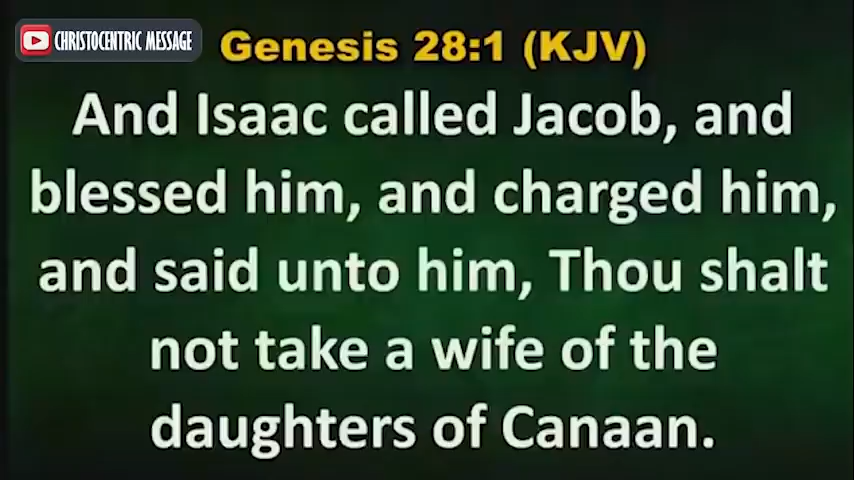 CHRISTOCENTRIC MESSAGE
Genesis 28:1 (KJV)
And Isaac called Jacob, and
blessed him, and charged him,
and said unto him, Thou shalt
not take a wife of the
daughters of Canaan.